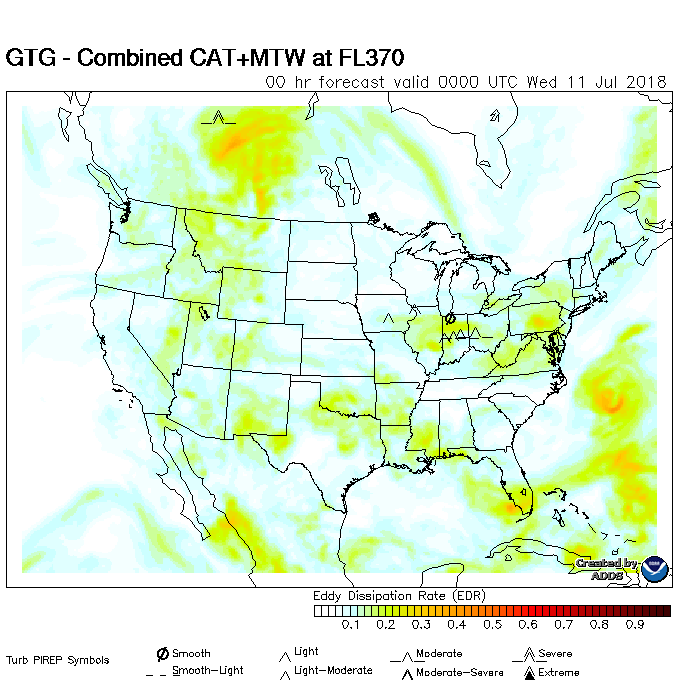 GTG - Combined CAT+MTW at FL370
00 hr forecast valid 0000 UTC Wed 11 Jul 2018
Created by
ADDS
Eddy Dissipation Rate (EDR)
0.1 0.2 0.3 0.4 0.5 0.6 0.7 0.8 0.9
Turb PIREP Symbols
Smooth Light Moderate Severe
Smooth-Light Light-Moderate Moderate-Severe Extreme